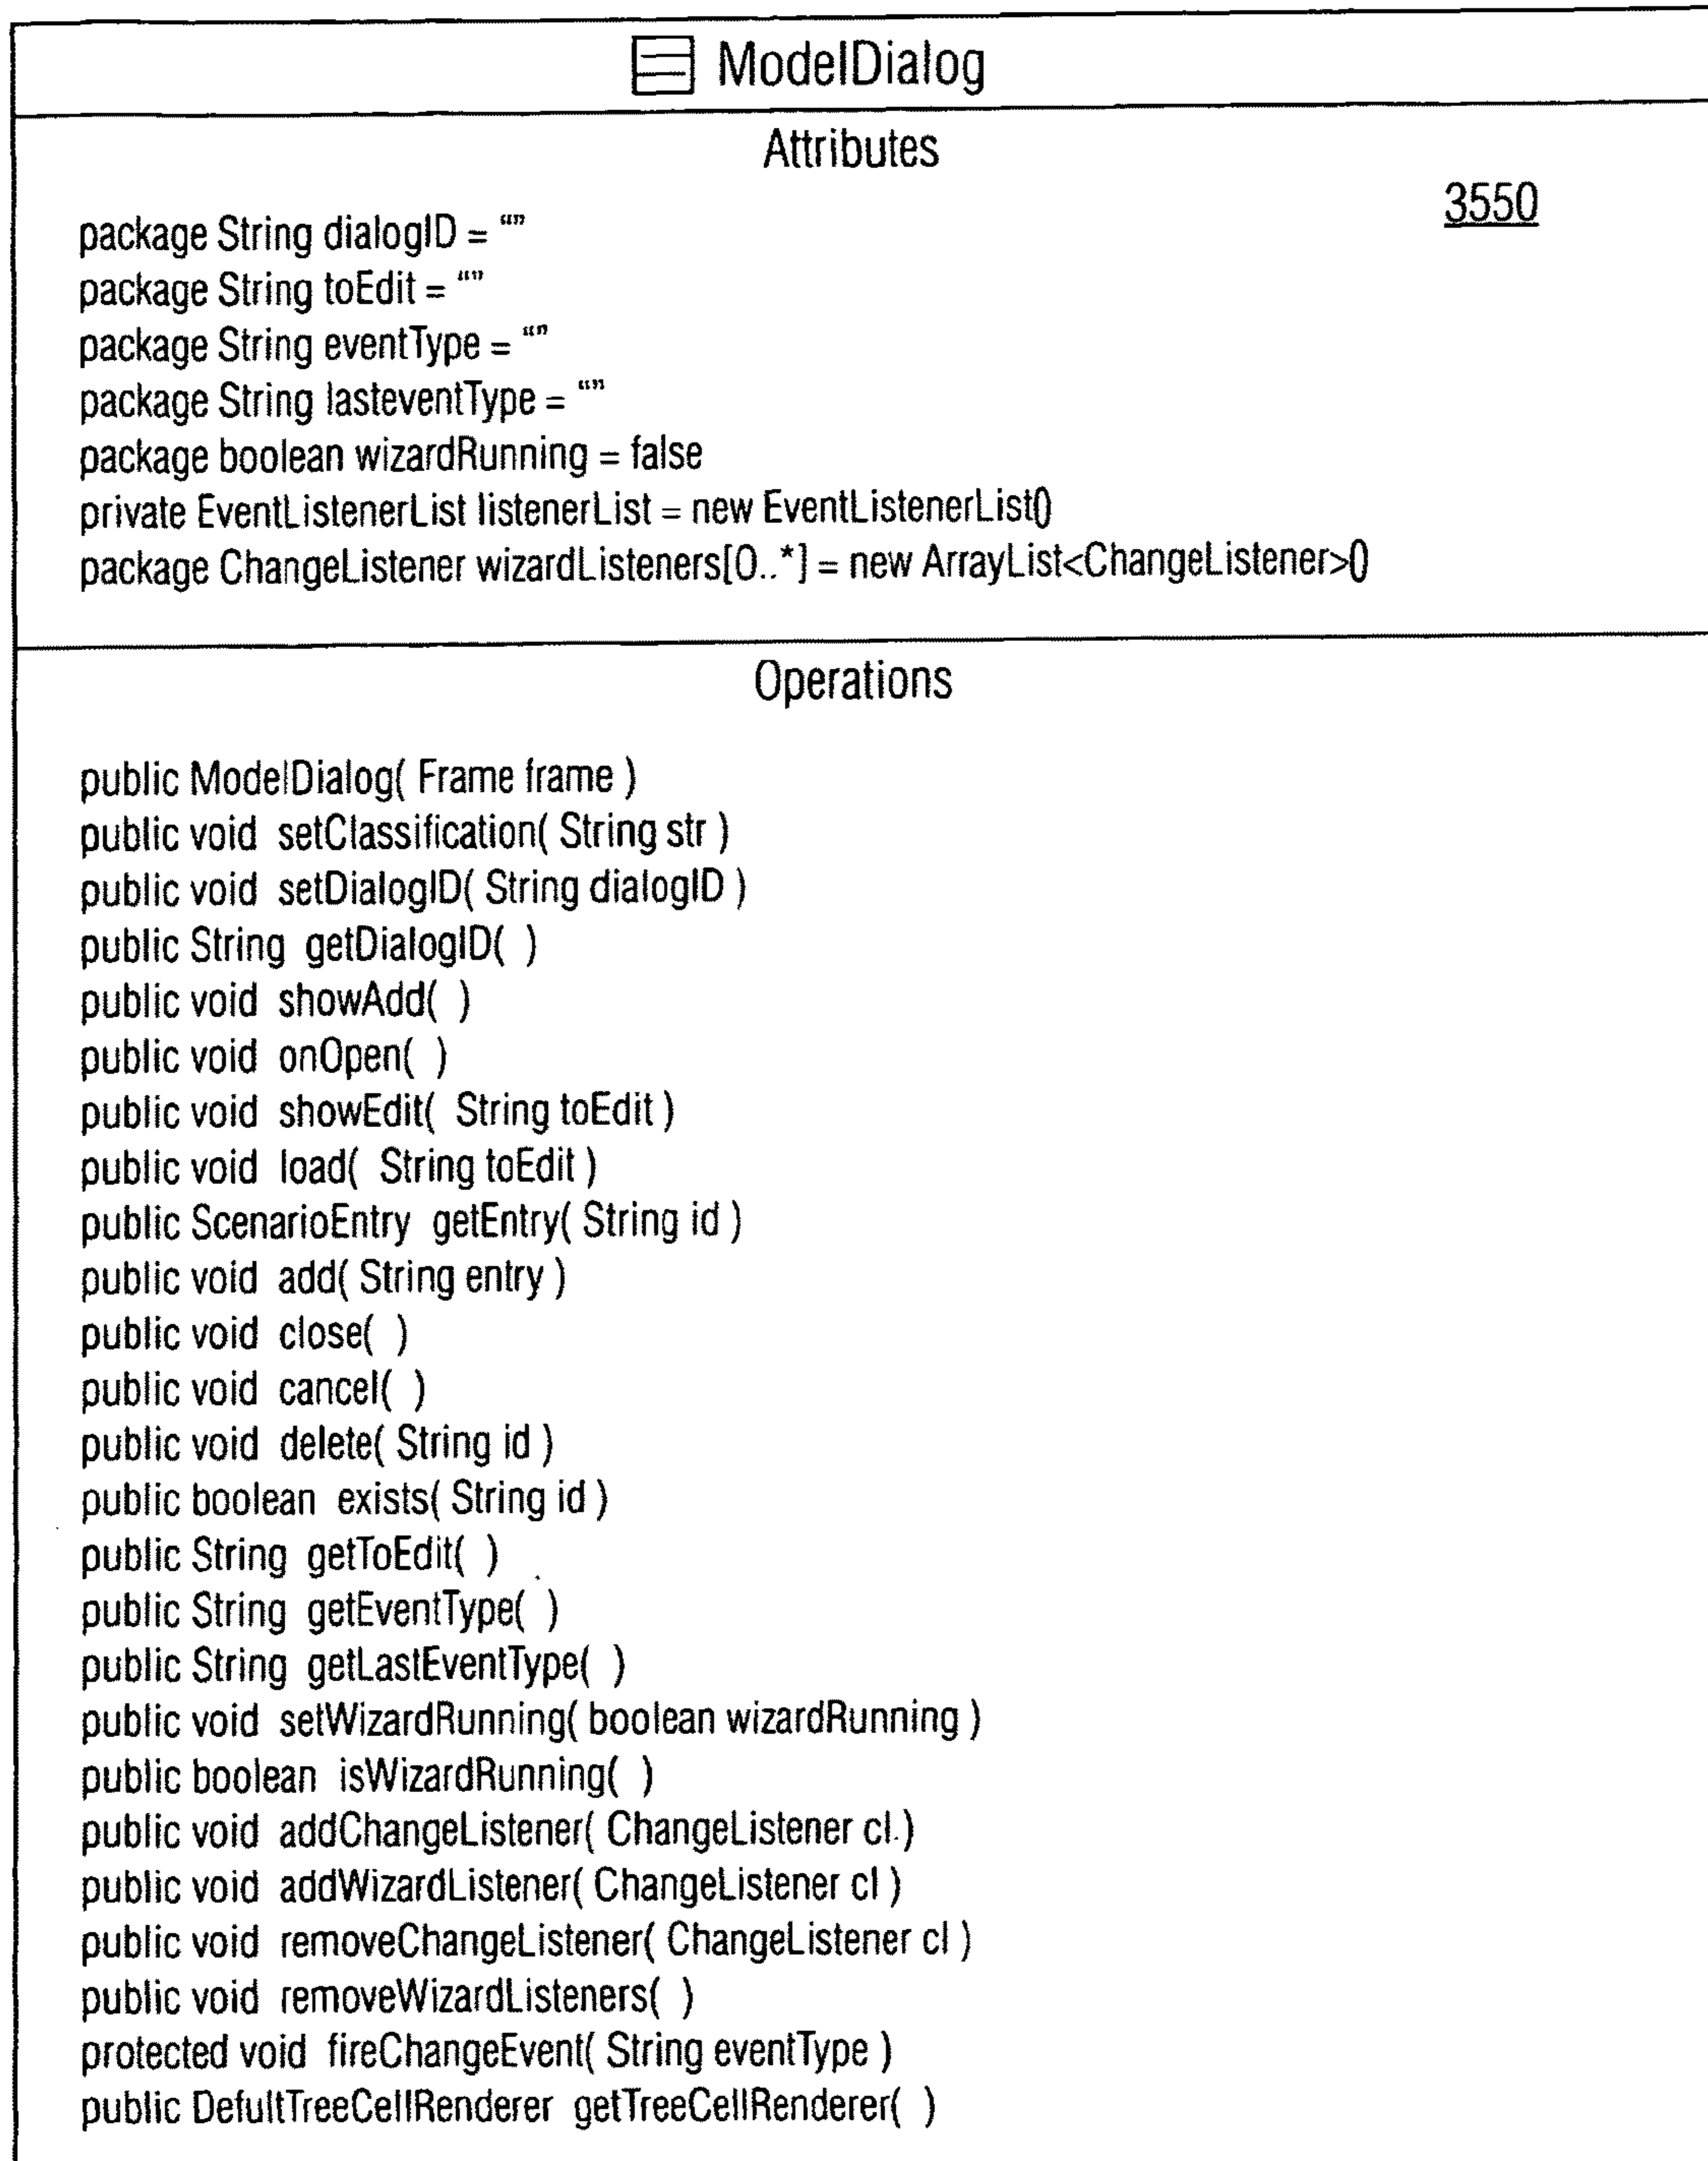 ModelDialog
Attributes
3550
package String dialogID = “”
package String toEdit = “”
package String eventType = “”
package String lasteventType = “”
package boolean wizardRunning = false
private EventListenerList listenerList = new EventListenerList()
package ChangeListener wizardListeners[0..*] = new ArrayList<ChangeListener>()
Operations
public ModelDialog( Frame frame )
public void setClassification( String str )
public void setDialogID( String dialogID )
public String getDialogID( )
public void showAdd( )
public void onOpen( )
public void showEdit( String toEdit )
public void load( String toEdit )
public ScenarioEntry getEntry( String id )
public void add( String entry )
public void close( )
public void cancel( )
public void delete( String id )
public boolean exists( String id )
public String getToEdit( )
public String getEventType( )
public String getLastEventType( )
public void setWizardRunning( boolean wizardRunning )
public boolean isWizardRunning( )
public void addChangeListener( ChangeListener cl )
public void addWizardListener( ChangeListener cl )
public void removeChangeListener( ChangeListener cl )
public void removeWizardListeners( )
protected void fireChangeEvent( String eventType )
public DefultTreeCellRenderer getTreeCellRenderer( )